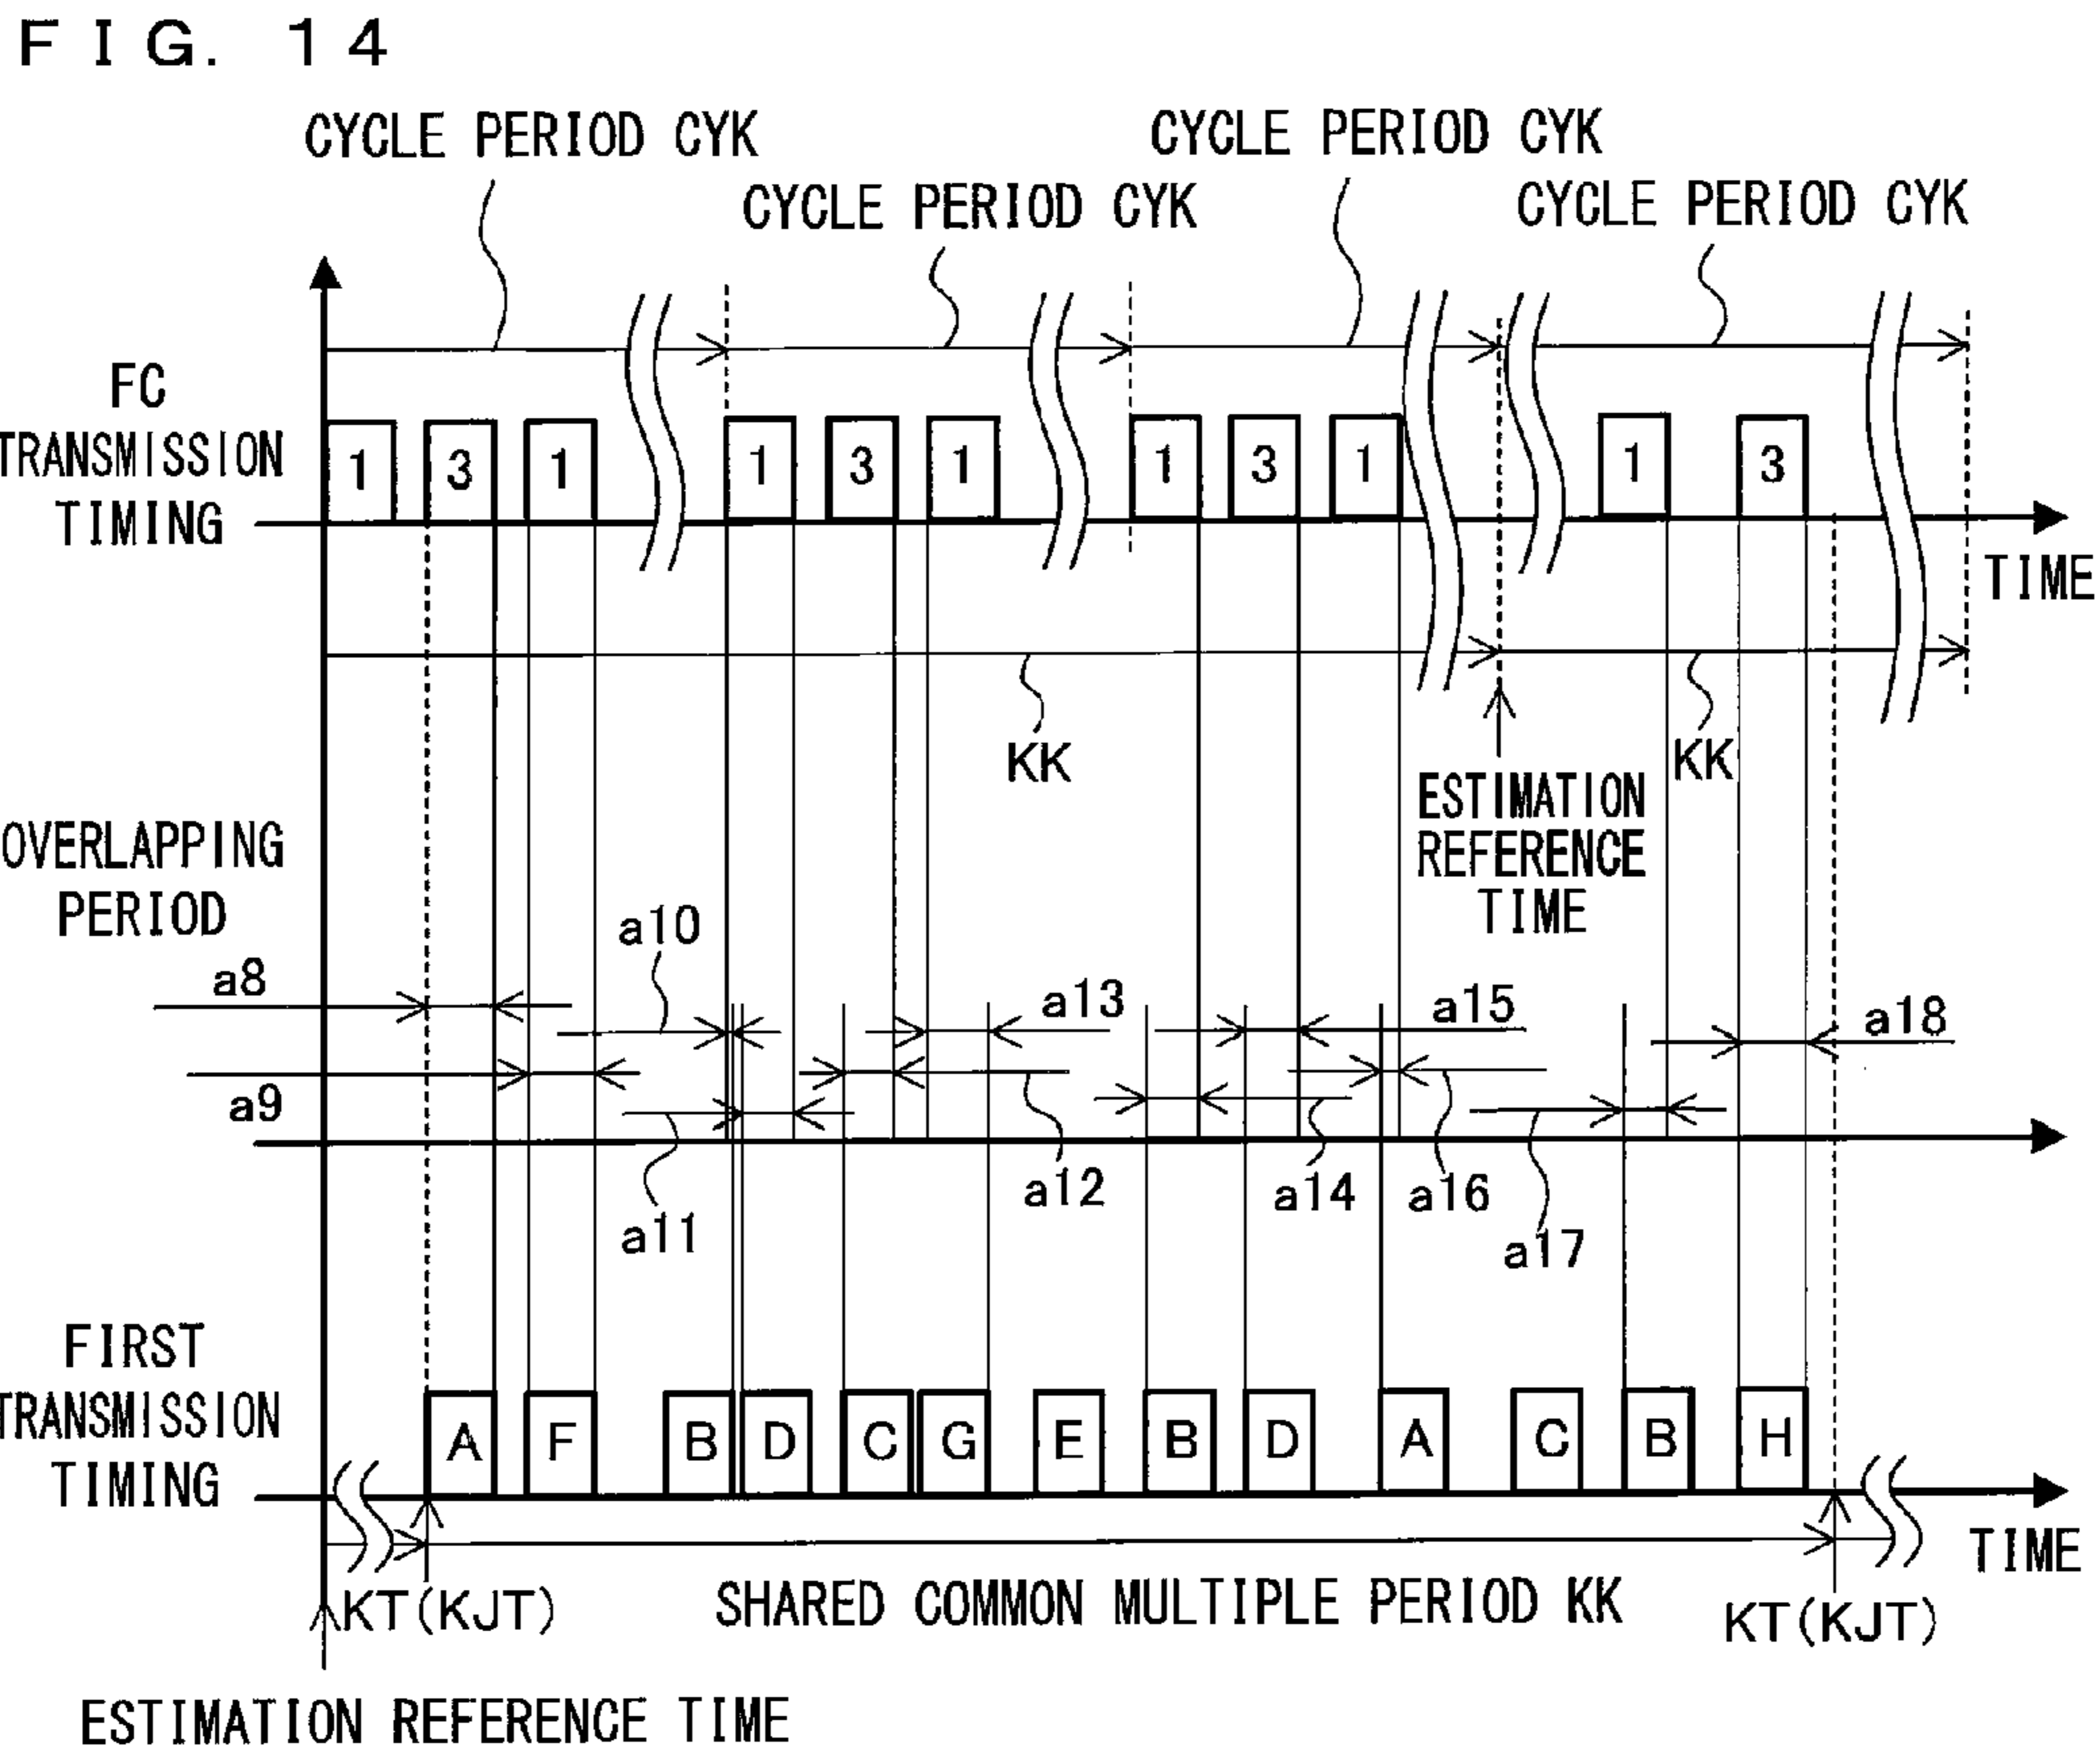 FIG. 14
CYCLE PERIOD CYK
CYCLE PERIOD CYK
CYCLE PERIOD CYK
CYCLE PERIOD CYK
FC
TRANSMISSION
TIMING
1 3 1 1 3 1 1 3 1 1 3
TIME
KK
KK
ESTIMATION
REFERENCE
TIME
OVERLAPPING
PERIOD
a10
a8
a13
a15
a18
a9
a12
a14
a16
a11
a17
FIRST
TRANSMISSION
TIMING
A F B D C G E B D A C B H
TIME
KT(KJT)
SHARED COMMON MULTIPLE PERIOD KK
KT(KJT)
ESTIMATION REFERENCE TIME